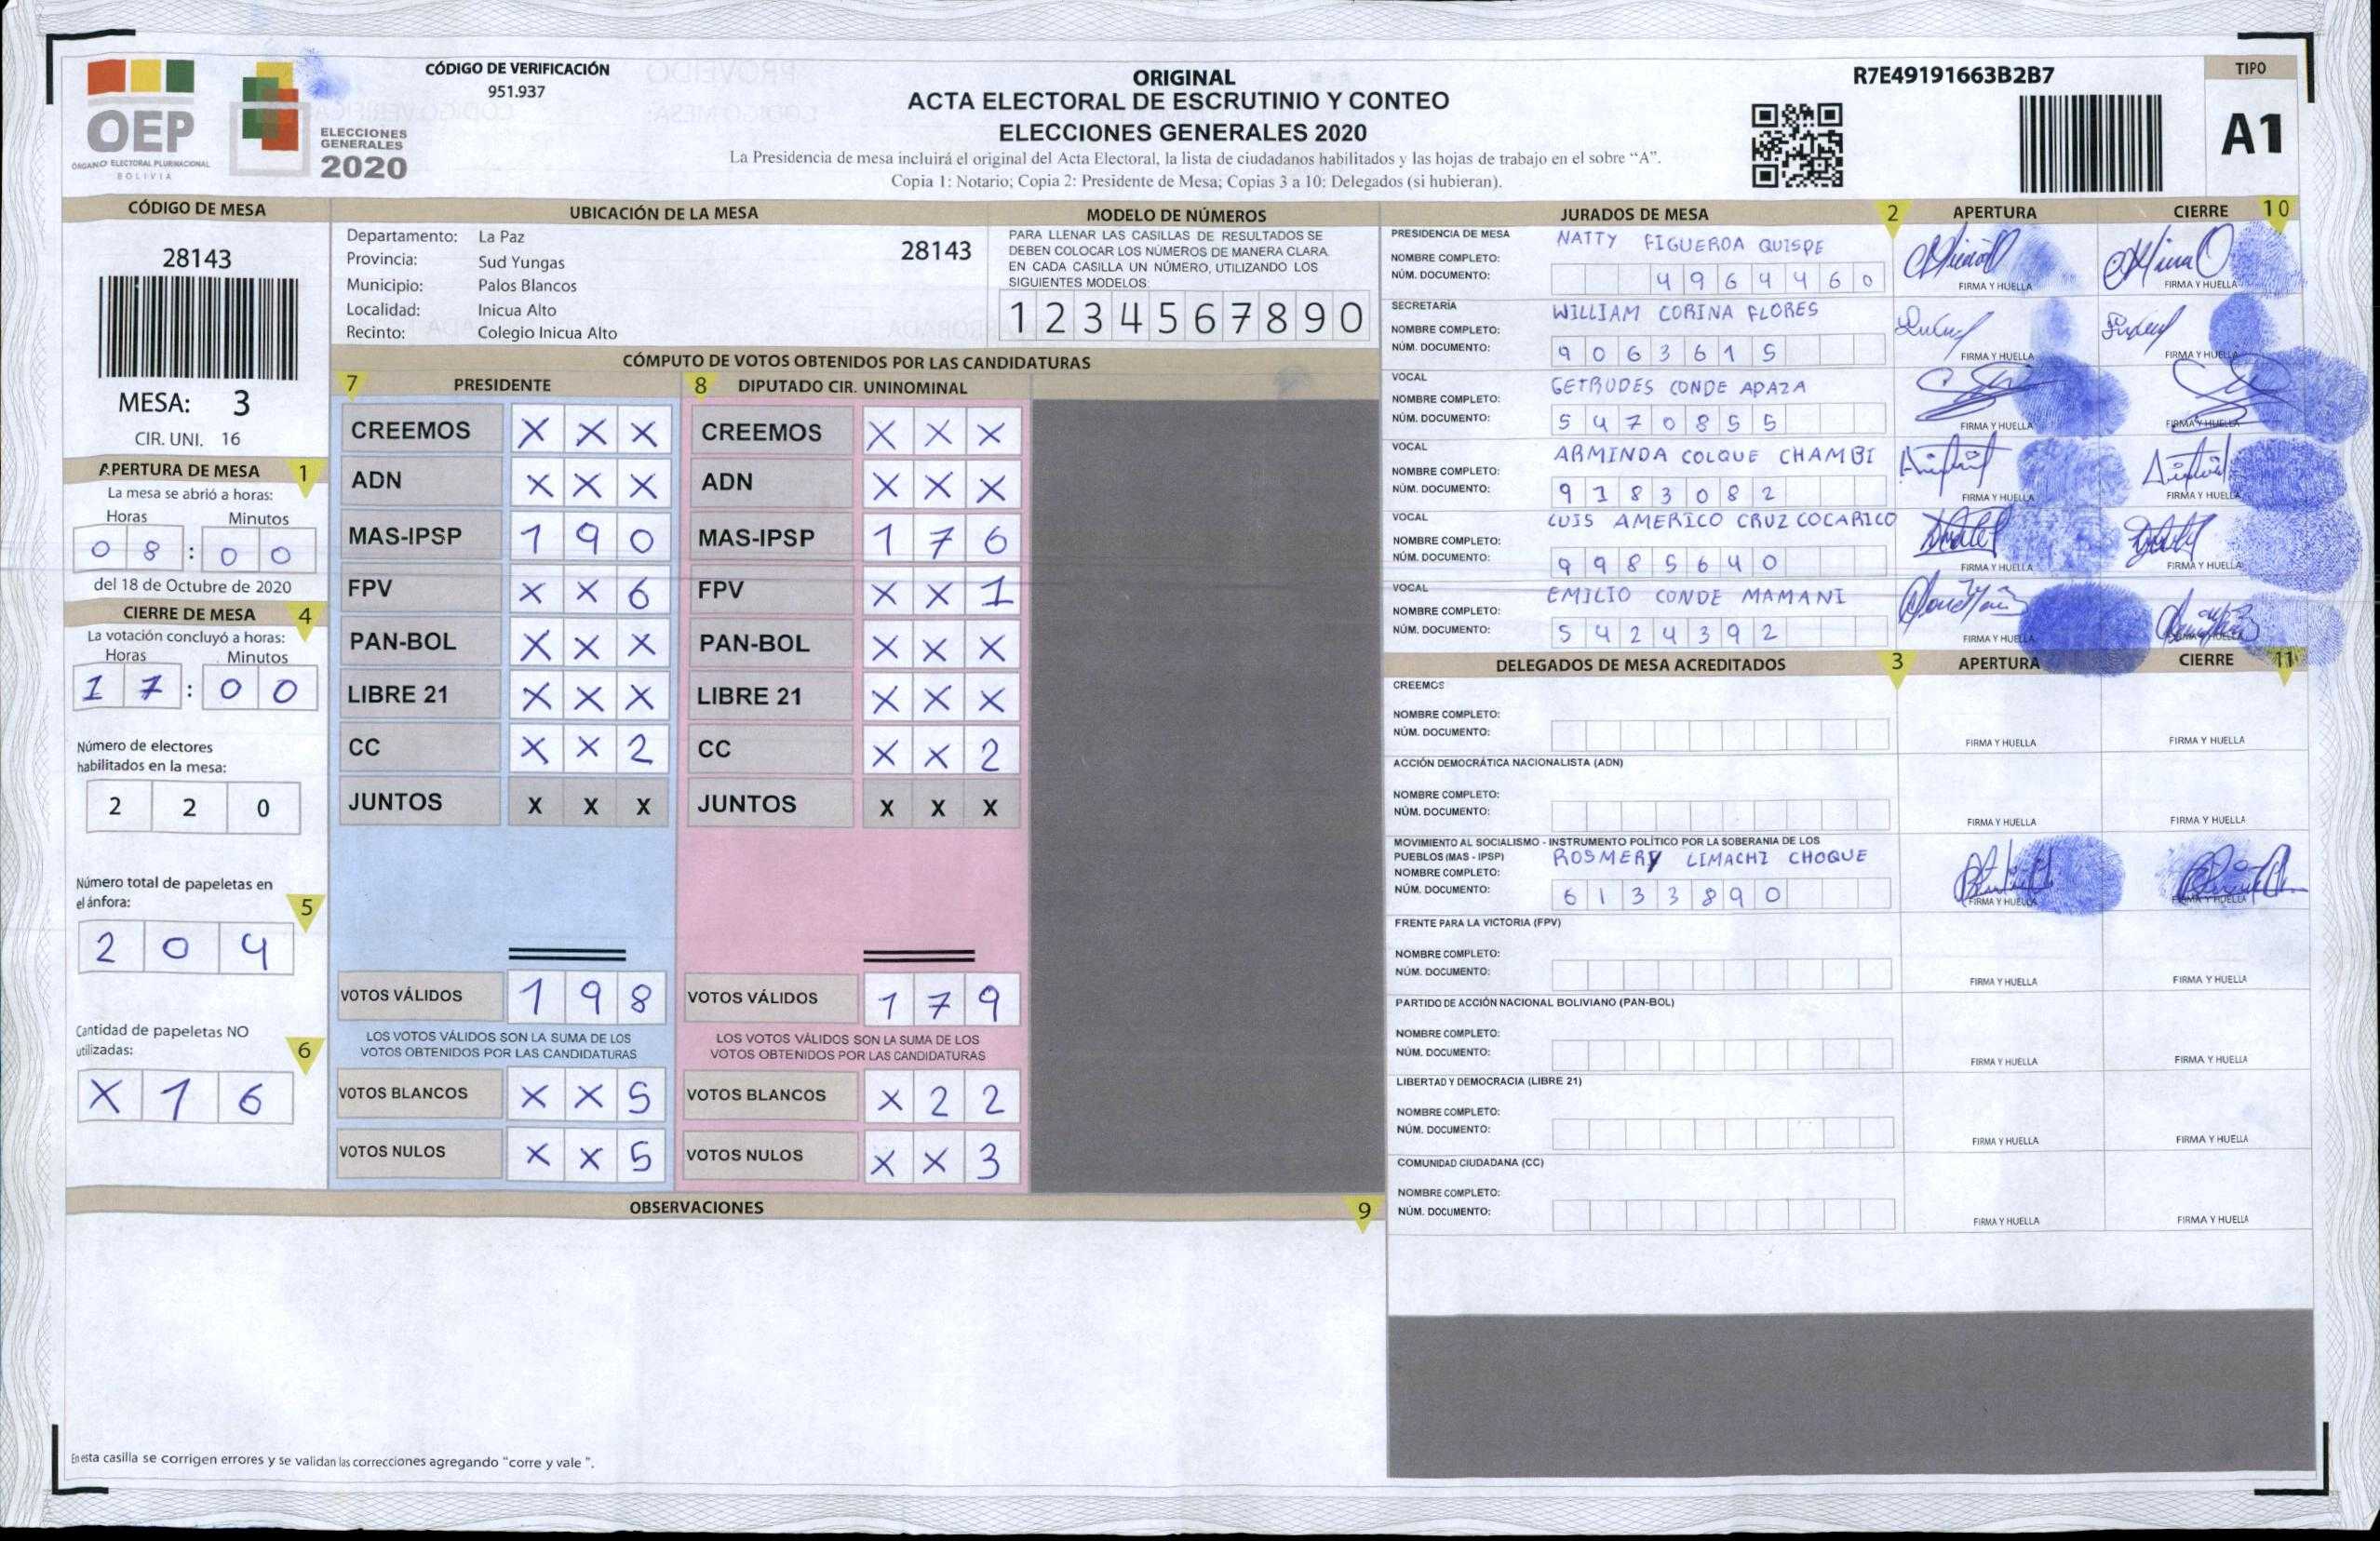 OEP
ÓRGANO ELECTORAL PLURINACIONAL
BOLIVIA
ELECCIONES
GENERALES
2020
CÓDIGO DE VERIFICACIÓN
951.937
ORIGINAL
ACTA ELECTORAL DE ESCRUTINIO Y CONTEO
ELECCIONES GENERALES 2020
La Presidencia de mesa incluirá el original del Acta Electoral, la lista de ciudadanos habilitados y las hojas de trabajo en el sobre “A”.
Copia 1: Notario; Copia 2: Presidente de Mesa; Copias 3 a 10: Delegados (si hubieran).
R7E49191663B2B7
TIPO
A1
CÓDIGO DE MESA
28143
MESA: 3
CIR. UNI. 16
APERTURA DE MESA 1
La mesa se abrió a horas:
Horas Minutos
0 8 : 0 0
del 18 de Octubre de 2020
CIERRE DE MESA 4
La votación concluyó a horas:
Horas Minutos
1 7 : 0 0
Número de electores
habilitados en la mesa:
2 2 0
Número total de papeletas en
el ánfora: 5
2 0 4
Cantidad de papeletas NO
utilizadas: 6
X 1 6
UBICACIÓN DE LA MESA
Departamento: La Paz
28143
Provincia: Sud Yungas
Municipio: Palos Blancos
Localidad: Inicua Alto
Recinto: Colegio Inicua Alto
MODELO DE NÚMEROS
PARA LLENAR LAS CASILLAS DE RESULTADOS SE
DEBEN COLOCAR LOS NÚMEROS DE MANERA CLARA.
EN CADA CASILLA UN NÚMERO, UTILIZANDO LOS
SIGUIENTES MODELOS:
1 2 3 4 5 6 7 8 9 0
CÓMPUTO DE VOTOS OBTENIDOS POR LAS CANDIDATURAS
7 PRESIDENTE
CREEMOS X X X
ADN X X X
MAS-IPSP 1 9 0
FPV X X 6
PAN-BOL X X X
LIBRE 21 X X X
CC X X 2
JUNTOS X X X
VOTOS VÁLIDOS 1 9 8
LOS VOTOS VÁLIDOS SON LA SUMA DE LOS
VOTOS OBTENIDOS POR LAS CANDIDATURAS
VOTOS BLANCOS X X 5
VOTOS NULOS X X 5
8 DIPUTADO CIR. UNINOMINAL
CREEMOS X X X
ADN X X X
MAS-IPSP 1 7 6
FPV X X 1
PAN-BOL X X X
LIBRE 21 X X X
CC X X 2
JUNTOS X X X
VOTOS VÁLIDOS 1 7 9
LOS VOTOS VÁLIDOS SON LA SUMA DE LOS
VOTOS OBTENIDOS POR LAS CANDIDATURAS
VOTOS BLANCOS X 2 2
VOTOS NULOS X X 3
OBSERVACIONES 9
En esta casilla se corrigen errores y se validan las correcciones agregando “corre y vale ”.
JURADOS DE MESA 2 APERTURA CIERRE 10
PRESIDENCIA DE MESA
NATTY FIGUEROA QUISPE
NOMBRE COMPLETO:
NÚM. DOCUMENTO: 4 9 6 4 4 6 0
FIRMA Y HUELLA FIRMA Y HUELLA
SECRETARÍA
WILLIAM CORINA FLORES
NOMBRE COMPLETO:
NÚM. DOCUMENTO: 9 0 6 3 6 1 5
FIRMA Y HUELLA FIRMA Y HUELLA
VOCAL
GETRUDES CONDE APAZA
NOMBRE COMPLETO:
NÚM. DOCUMENTO: 5 4 7 0 8 5 5
FIRMA Y HUELLA FIRMA Y HUELLA
VOCAL
ARMINDA COLQUE CHAMBI
NOMBRE COMPLETO:
NÚM. DOCUMENTO: 9 1 8 3 0 8 2
FIRMA Y HUELLA FIRMA Y HUELLA
VOCAL
LUIS AMERICO CRUZ COCARICO
NOMBRE COMPLETO:
NÚM. DOCUMENTO: 9 9 8 5 6 4 0
FIRMA Y HUELLA FIRMA Y HUELLA
VOCAL
EMILIO CONDE MAMANI
NOMBRE COMPLETO:
NÚM. DOCUMENTO: 5 4 2 4 3 9 2
FIRMA Y HUELLA FIRMA Y HUELLA
DELEGADOS DE MESA ACREDITADOS 3 APERTURA CIERRE 11
CREEMOS
NOMBRE COMPLETO:
NÚM. DOCUMENTO:
FIRMA Y HUELLA FIRMA Y HUELLA
ACCIÓN DEMOCRÁTICA NACIONALISTA (ADN)
NOMBRE COMPLETO:
NÚM. DOCUMENTO:
FIRMA Y HUELLA FIRMA Y HUELLA
MOVIMIENTO AL SOCIALISMO - INSTRUMENTO POLÍTICO POR LA SOBERANIA DE LOS
PUEBLOS (MAS - IPSP) ROSMERY LIMACHI CHOQUE
NOMBRE COMPLETO:
NÚM. DOCUMENTO: 6 1 3 3 8 9 0
FIRMA Y HUELLA FIRMA Y HUELLA
FRENTE PARA LA VICTORIA (FPV)
NOMBRE COMPLETO:
NÚM. DOCUMENTO:
FIRMA Y HUELLA FIRMA Y HUELLA
PARTIDO DE ACCIÓN NACIONAL BOLIVIANO (PAN-BOL)
NOMBRE COMPLETO:
NÚM. DOCUMENTO:
FIRMA Y HUELLA FIRMA Y HUELLA
LIBERTAD Y DEMOCRACIA (LIBRE 21)
NOMBRE COMPLETO:
NÚM. DOCUMENTO:
FIRMA Y HUELLA FIRMA Y HUELLA
COMUNIDAD CIUDADANA (CC)
NOMBRE COMPLETO:
NÚM. DOCUMENTO:
FIRMA Y HUELLA FIRMA Y HUELLA